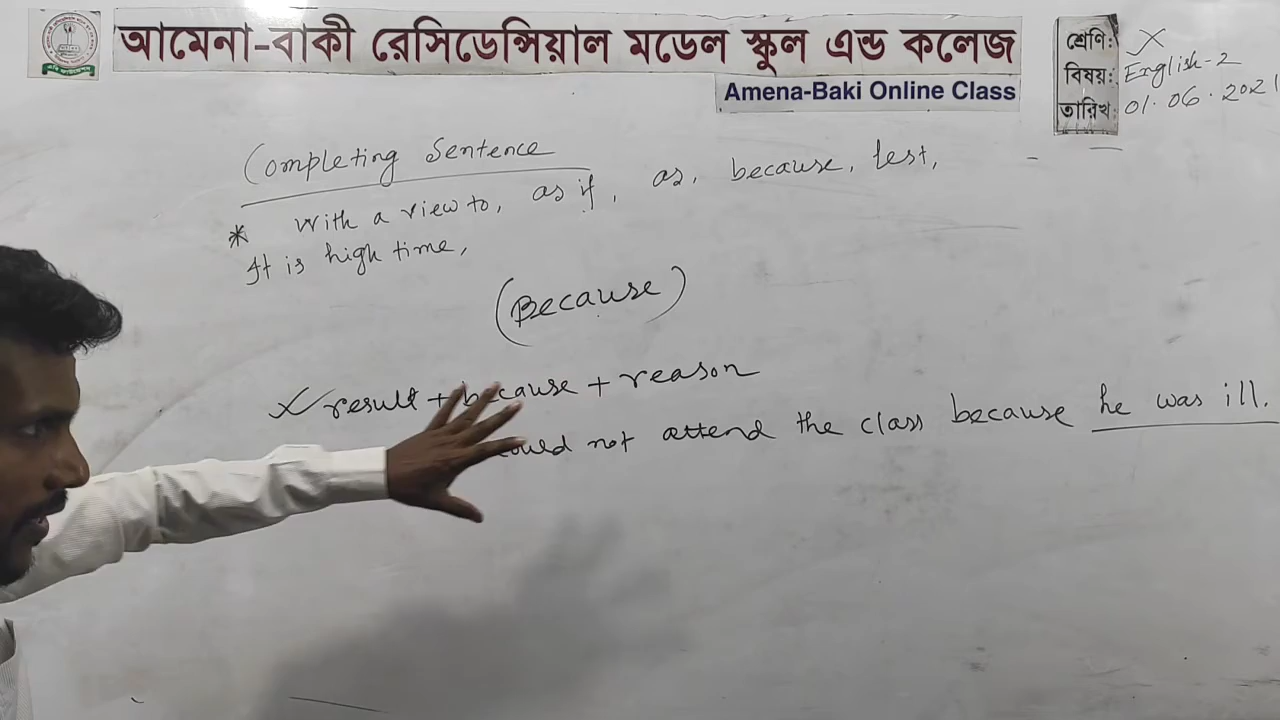 আমেনা-বাকী রেসিডেন্সিয়াল মডেল স্কুল এন্ড কলেজ
Amena-Baki Online Class
শ্রেণি: X
বিষয়: English-2
তারিখ: 01.06.2021
Completing Sentence
* With a view to, as if, as, because, lest,
It is high time,
(Because)
result + because + reason
could not attend the class because he was ill.